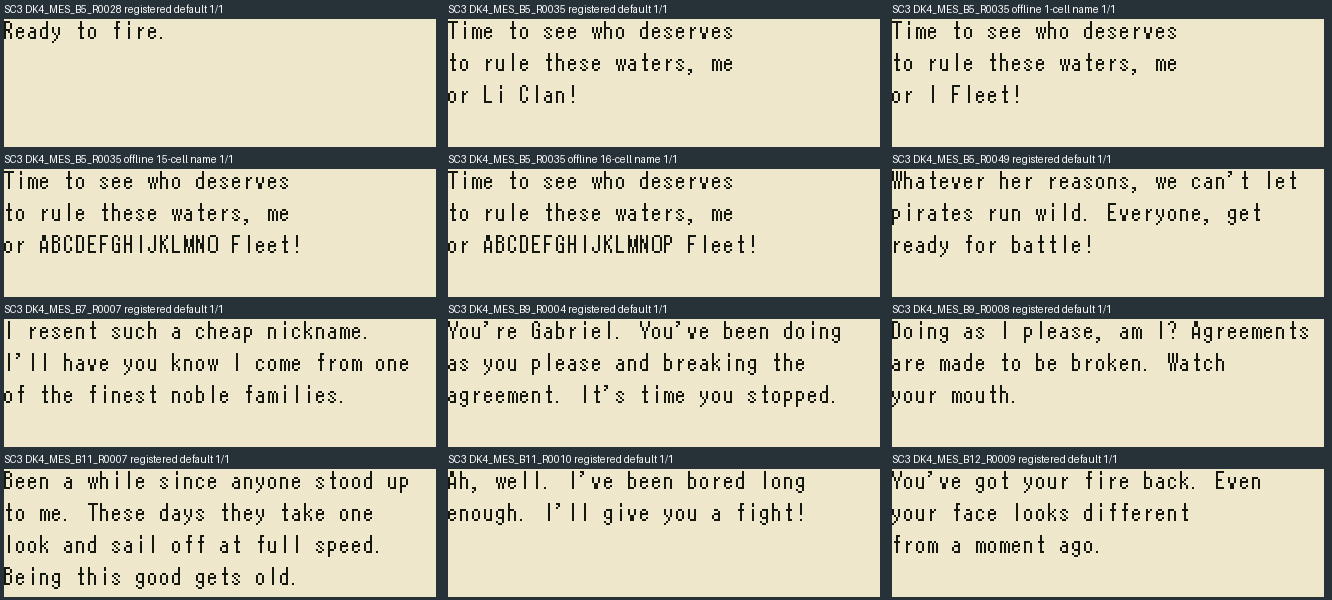 SC3 DK4_MES_B5_R0028 registered default 1/1
Ready to fire.
SC3 DK4_MES_B5_R0035 registered default 1/1
Time to see who deserves
to rule these waters, me
or Li Clan!
SC3 DK4_MES_B5_R0035 offline 1-cell name 1/1
Time to see who deserves
to rule these waters, me
or I Fleet!
SC3 DK4_MES_B5_R0035 offline 15-cell name 1/1
Time to see who deserves
to rule these waters, me
or ABCDEFGHIJKLMNO Fleet!
SC3 DK4_MES_B5_R0035 offline 16-cell name 1/1
Time to see who deserves
to rule these waters, me
or ABCDEFGHIJKLMNOP Fleet!
SC3 DK4_MES_B5_R0049 registered default 1/1
Whatever her reasons, we can't let
pirates run wild. Everyone, get
ready for battle!
SC3 DK4_MES_B7_R0007 registered default 1/1
I resent such a cheap nickname.
I'll have you know I come from one
of the finest noble families.
SC3 DK4_MES_B9_R0004 registered default 1/1
You're Gabriel. You've been doing
as you please and breaking the
agreement. It's time you stopped.
SC3 DK4_MES_B9_R0008 registered default 1/1
Doing as I please, am I? Agreements
are made to be broken. Watch
your mouth.
SC3 DK4_MES_B11_R0007 registered default 1/1
Been a while since anyone stood up
to me. These days they take one
look and sail off at full speed.
Being this good gets old.
SC3 DK4_MES_B11_R0010 registered default 1/1
Ah, well. I've been bored long
enough. I'll give you a fight!
SC3 DK4_MES_B12_R0009 registered default 1/1
You've got your fire back. Even
your face looks different
from a moment ago.